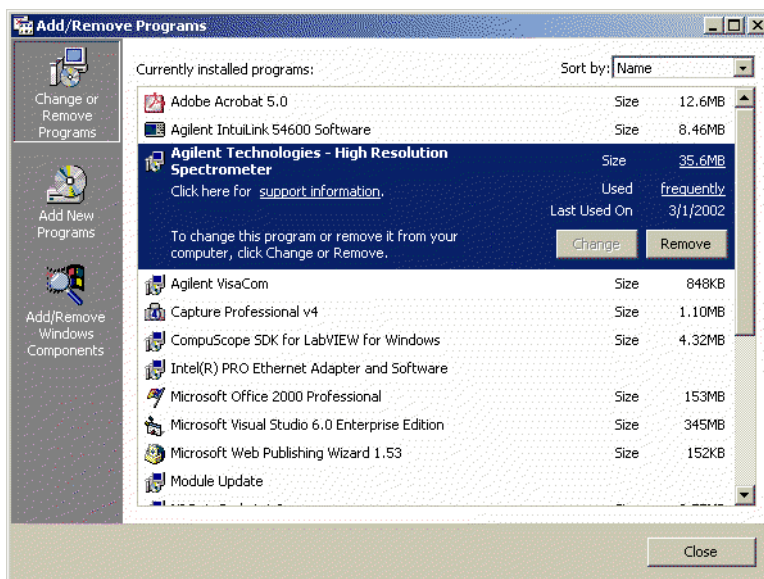 Add/Remove Programs
Change or
Remove
Programs
Add New
Programs
Add/Remove
Windows
Components
Currently installed programs:
Sort by: Name
Adobe Acrobat 5.0 Size 12.6MB
Agilent IntuiLink 54600 Software Size 8.46MB
Agilent Technologies - High Resolution
Spectrometer
Size 35.6MB
Click here for support information.
Used frequently
Last Used On 3/1/2002
To change this program or remove it from your
computer, click Change or Remove.
Change Remove
Agilent VisaCom Size 848KB
Capture Professional v4 Size 1.10MB
CompuScope SDK for LabVIEW for Windows Size 4.32MB
Intel(R) PRO Ethernet Adapter and Software
Microsoft Office 2000 Professional Size 153MB
Microsoft Visual Studio 6.0 Enterprise Edition Size 345MB
Microsoft Web Publishing Wizard 1.53 Size 152KB
Module Update
Close